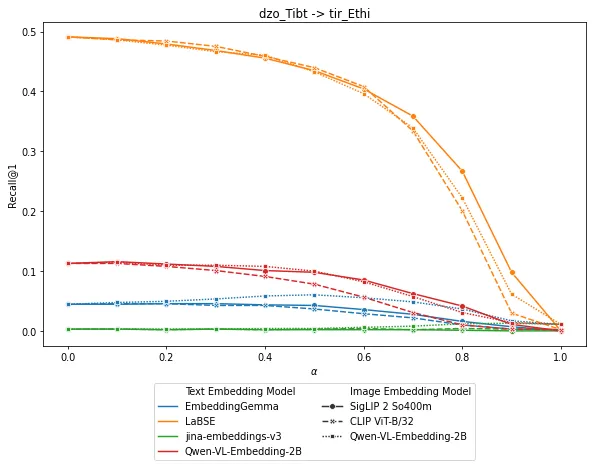 dzo_Tibt -> tir_Ethi
Recall@1
0.5
0.4
0.3
0.2
0.1
0.0
0.0 0.2 0.4 0.6 0.8 1.0
α
Text Embedding Model
EmbeddingGemma
LaBSE
jina-embeddings-v3
Qwen-VL-Embedding-2B
Image Embedding Model
SigLIP 2 So400m
CLIP ViT-B/32
Qwen-VL-Embedding-2B